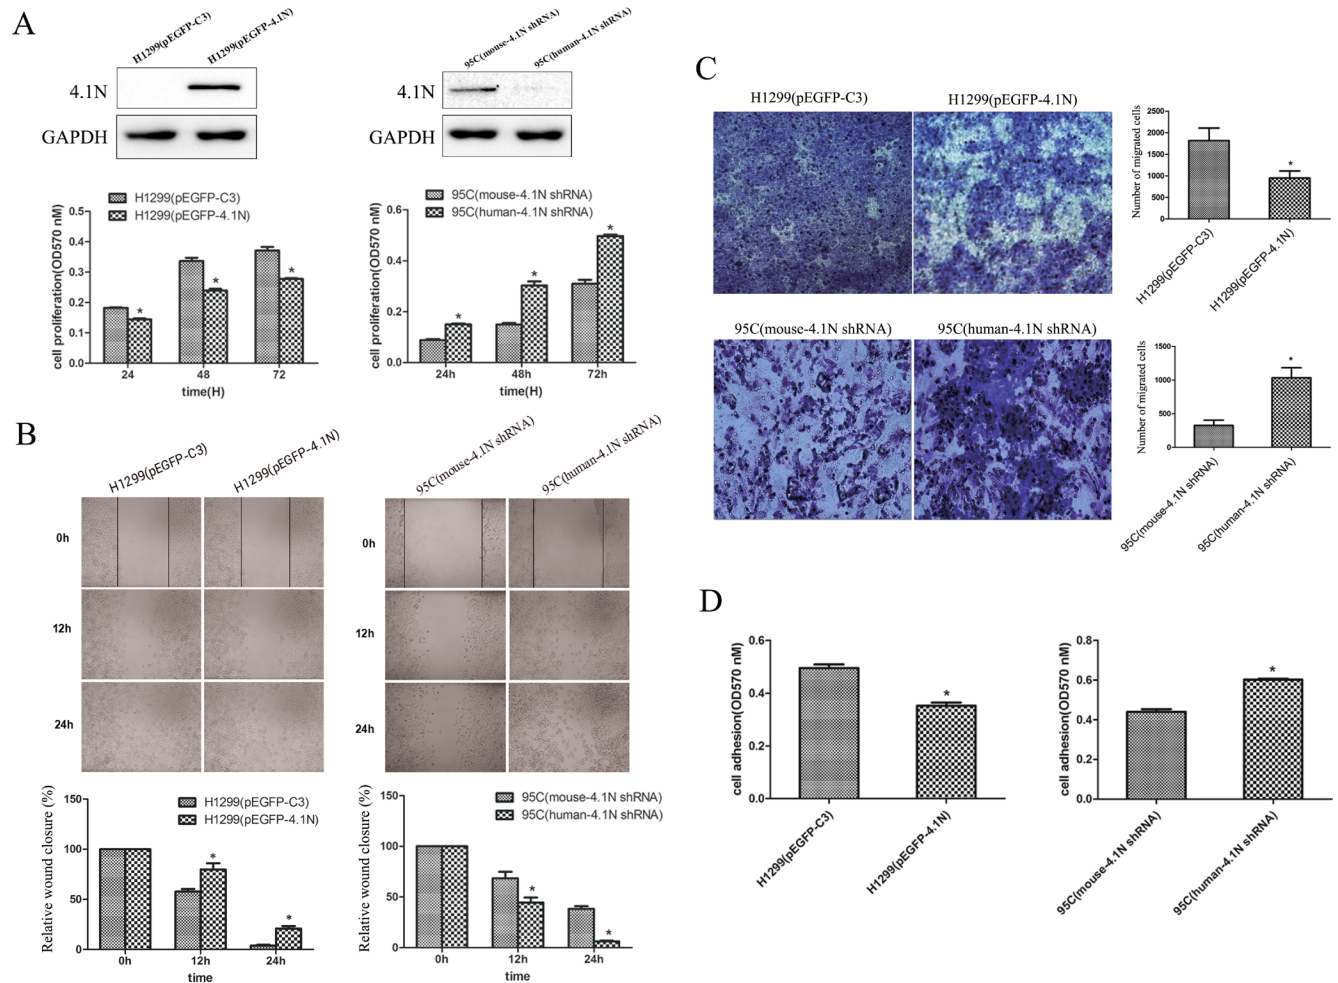 A
H1299(pEGFP-C3)
H1299(pEGFP-4.1N)
4.1N
GAPDH
95C(mouse-4.1N shRNA)
95C(human-4.1N shRNA)
4.1N
GAPDH
cell proliferation(OD570 nM)
0.5
0.4
0.3
0.2
0.1
0.0
H1299(pEGFP-C3)
H1299(pEGFP-4.1N)
*
*
*
24
48
72
time(H)
cell proliferation(OD570 nM)
0.6
0.4
0.2
0.0
95C(mouse-4.1N shRNA)
95C(human-4.1N shRNA)
*
*
*
24h
48h
72h
time(H)
B
H1299(pEGFP-C3)
H1299(pEGFP-4.1N)
0h
12h
24h
95C(mouse-4.1N shRNA)
95C(human-4.1N shRNA)
0h
12h
24h
Relative wound closure (%)
150
100
50
0
H1299(pEGFP-C3)
H1299(pEGFP-4.1N)
*
*
0h
12h
24h
time
Relative wound closure (%)
150
100
50
0
95C(mouse-4.1N shRNA)
95C(human-4.1N shRNA)
*
*
0h
12h
24h
time
C
H1299(pEGFP-C3)
H1299(pEGFP-4.1N)
Number of migrated cells
2500
2000
1500
1000
500
0
*
H1299(pEGFP-C3)
H1299(pEGFP-4.1N)
95C(mouse-4.1N shRNA)
95C(human-4.1N shRNA)
Number of migrated cells
1500
1000
500
0
*
95C(mouse-4.1N shRNA)
95C(human-4.1N shRNA)
D
cell adhesion(OD570 nM)
0.6
0.4
0.2
0.0
*
H1299(pEGFP-C3)
H1299(pEGFP-4.1N)
cell adhesion(OD570 nM)
0.8
0.6
0.4
0.2
0.0
*
95C(mouse-4.1N shRNA)
95C(human-4.1N shRNA)